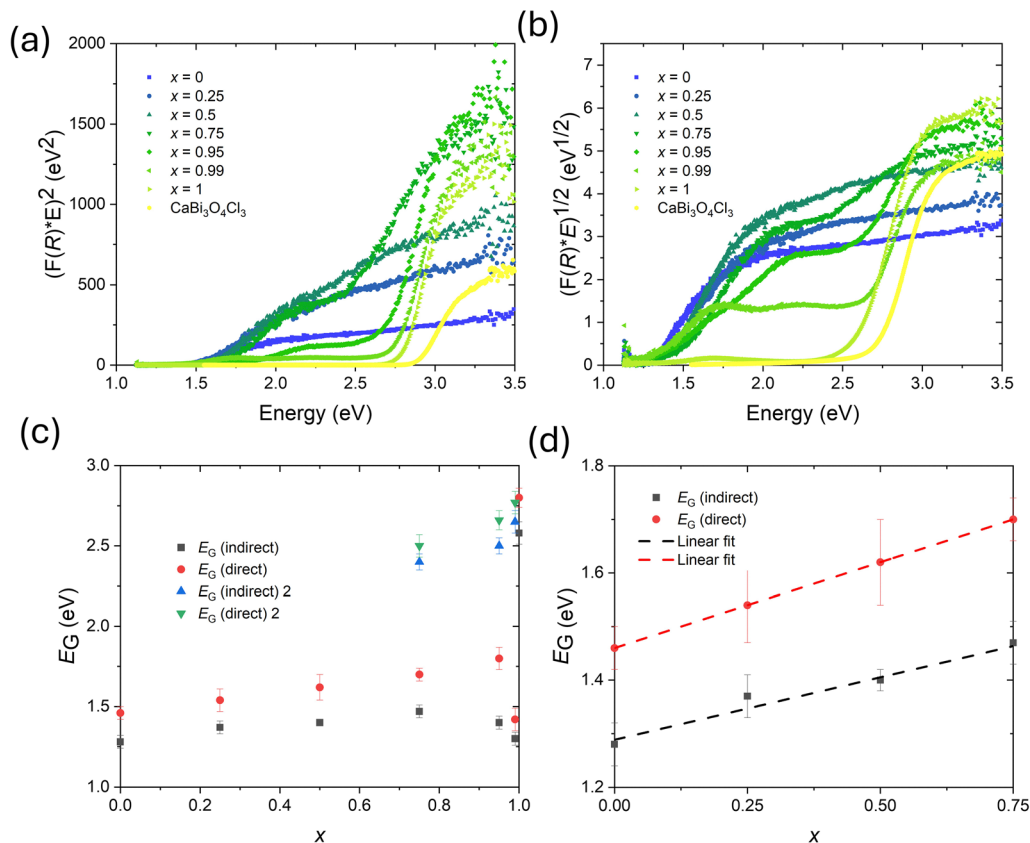 (a)
(F(R)*E)2 (eV2)
2000
1500
1000
500
0
x = 0
x = 0.25
x = 0.5
x = 0.75
x = 0.95
x = 0.99
x = 1
CaBi3O4Cl3
1.0 1.5 2.0 2.5 3.0 3.5
Energy (eV)
(b)
(F(R)*E)1/2 (eV1/2)
7
6
5
4
3
2
1
0
x = 0
x = 0.25
x = 0.5
x = 0.75
x = 0.95
x = 0.99
x = 1
CaBi3O4Cl3
1.0 1.5 2.0 2.5 3.0 3.5
Energy (eV)
(c)
EG (eV)
3.0
2.5
2.0
1.5
1.0
EG (indirect)
EG (direct)
EG (indirect) 2
EG (direct) 2
0.0 0.2 0.4 0.6 0.8 1.0
x
(d)
EG (eV)
1.8
1.6
1.4
1.2
EG (indirect)
EG (direct)
Linear fit
Linear fit
0.00 0.25 0.50 0.75
x